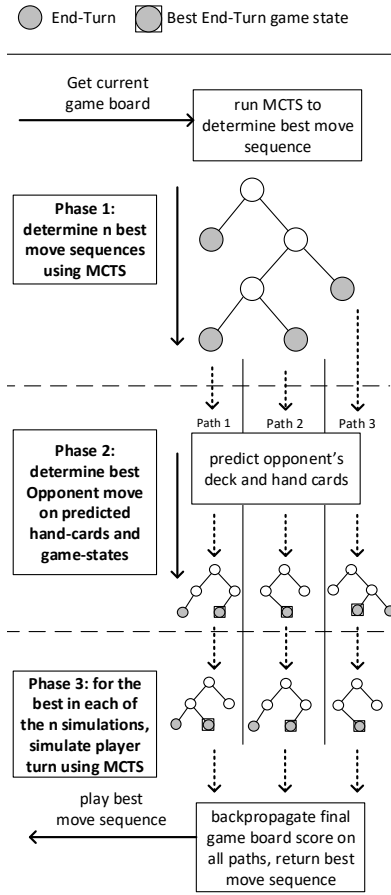 End-Turn
Best End-Turn game state
Get current
game board
run MCTS to
determine best move
sequence
Phase 1:
determine n best
move sequences
using MCTS
Path 1
Path 2
Path 3
Phase 2:
determine best
Opponent move
on predicted
hand-cards and
game-states
predict opponent's
deck and hand cards
Phase 3: for the
best in each of
the n simulations,
simulate player
turn using MCTS
play best
move sequence
backpropagate final
game board score on
all paths, return best
move sequence